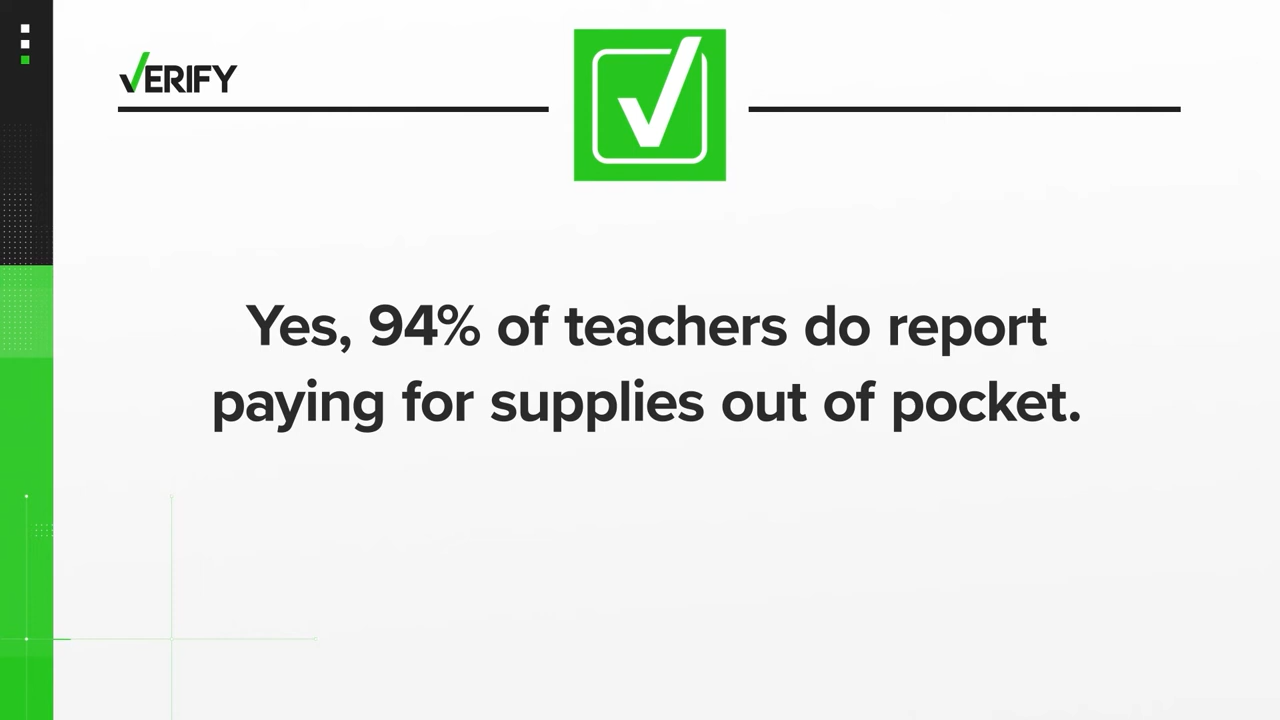 VERIFY
Yes, 94% of teachers do report
paying for supplies out of pocket.